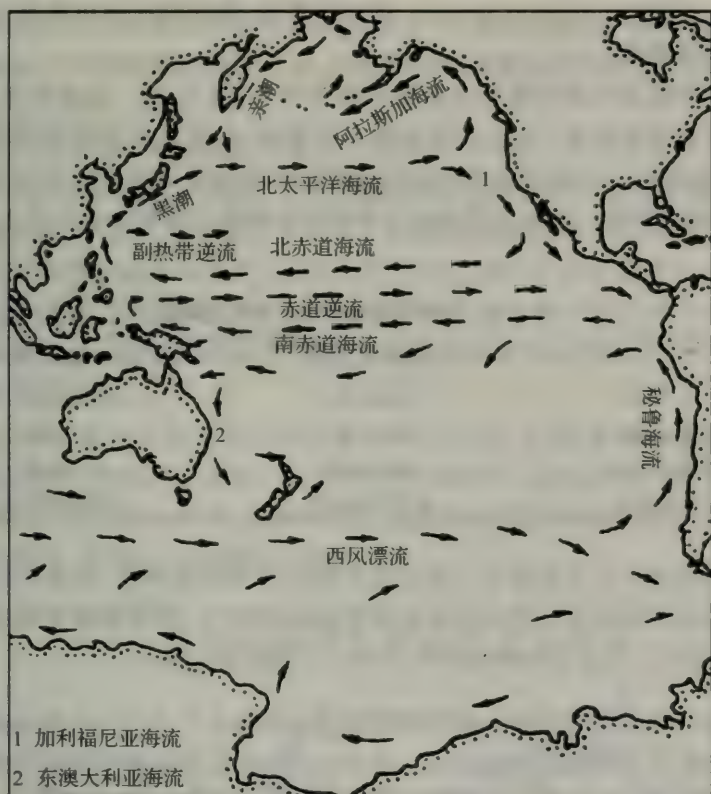 亲潮
阿拉斯加海流
北太平洋海流
1
黑潮
副热带逆流
北赤道海流
赤道逆流
南赤道海流
秘鲁海流
2
西风漂流
1 加利福尼亚海流
2 东澳大利亚海流